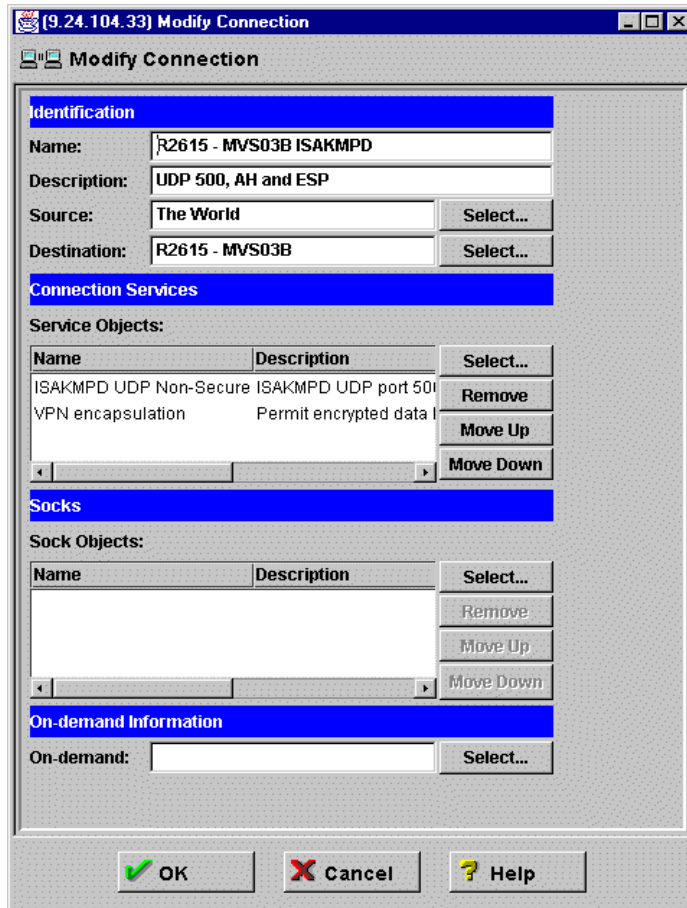 (9.24.104.33) Modify Connection
Modify Connection
Identification
Name: R2615 - MVS03B ISAKMPD
Description: UDP 500, AH and ESP
Source: The World Select...
Destination: R2615 - MVS03B Select...
Connection Services
Service Objects:
Name Description Select...
ISAKMPD UDP Non-Secure ISAKMPD UDP port 50
Remove
VPN encapsulation Permit encrypted data
Move Up
Move Down
Socks
Sock Objects:
Name Description Select...
Remove
Move Up
Move Down
On-demand Information
On-demand: Select...
OK Cancel ? Help